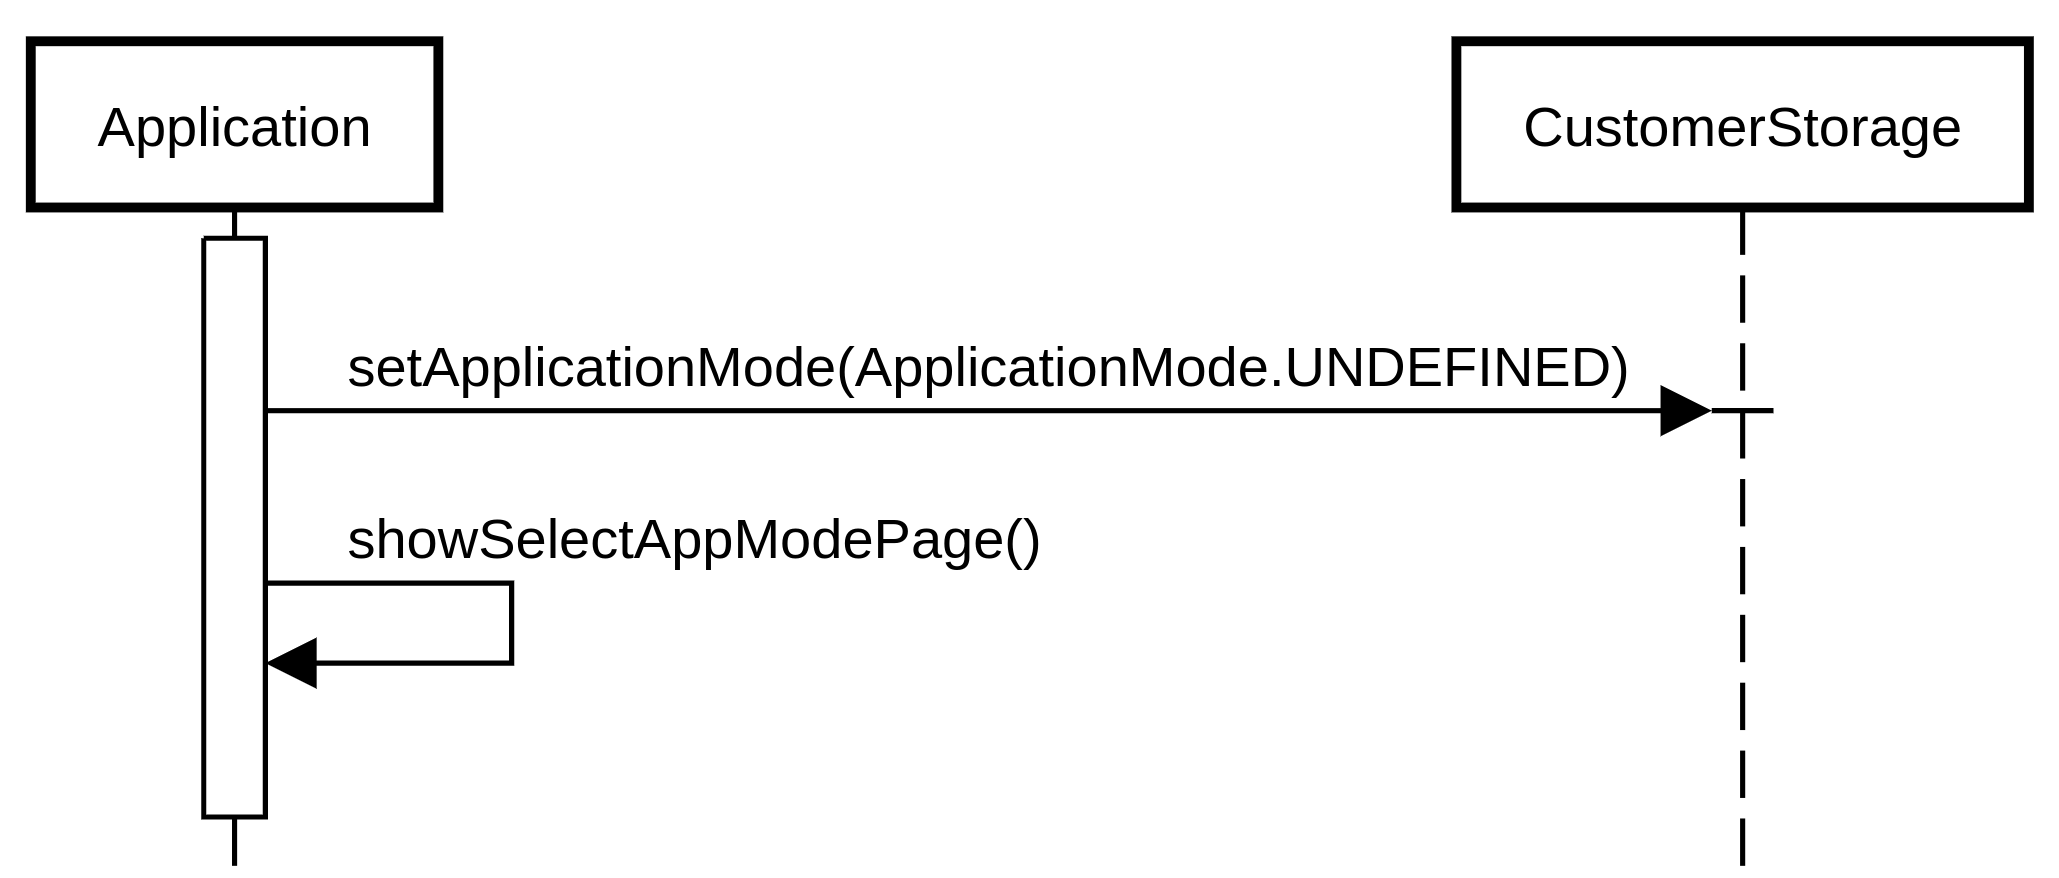 Application
CustomerStorage
setApplicationMode(ApplicationMode.UNDEFINED)
showSelectAppModePage()